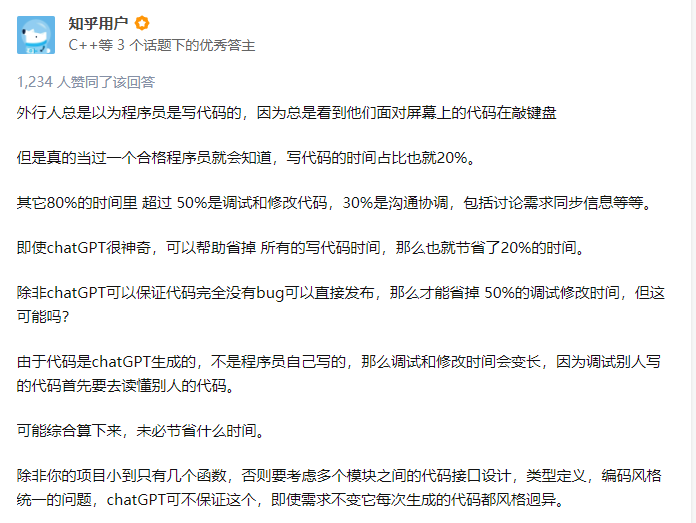 知乎用户
C++等 3 个话题下的优秀答主
1,234 人赞同了该回答
外行人总是以为程序员是写代码的，因为总是看到他们面对屏幕上的代码在敲键盘
但是真的当过一个合格程序员就会知道，写代码的时间占比也就20%。
其它80%的时间里 超过 50%是调试和修改代码，30%是沟通协调，包括讨论需求同步信息等等。
即使chatGPT很神奇，可以帮助省掉 所有的写代码时间，那么也就节省了20%的时间。
除非chatGPT可以保证代码完全没有bug可以直接发布，那么才能省掉 50%的调试修改时间，但这
可能吗?
由于代码是chatGPT生成的，不是程序员自己写的，那么调试和修改时间会变长，因为调试别人写
的代码首先要去读懂别人的代码。
可能综合算下来，未必节省什么时间。
除非你的项目小到只有几个函数，否则要考虑多个模块之间的代码接口设计，类型定义，编码风格
统一的问题，chatGPT可不保证这个，即使需求不变它每次生成的代码都风格迥异。